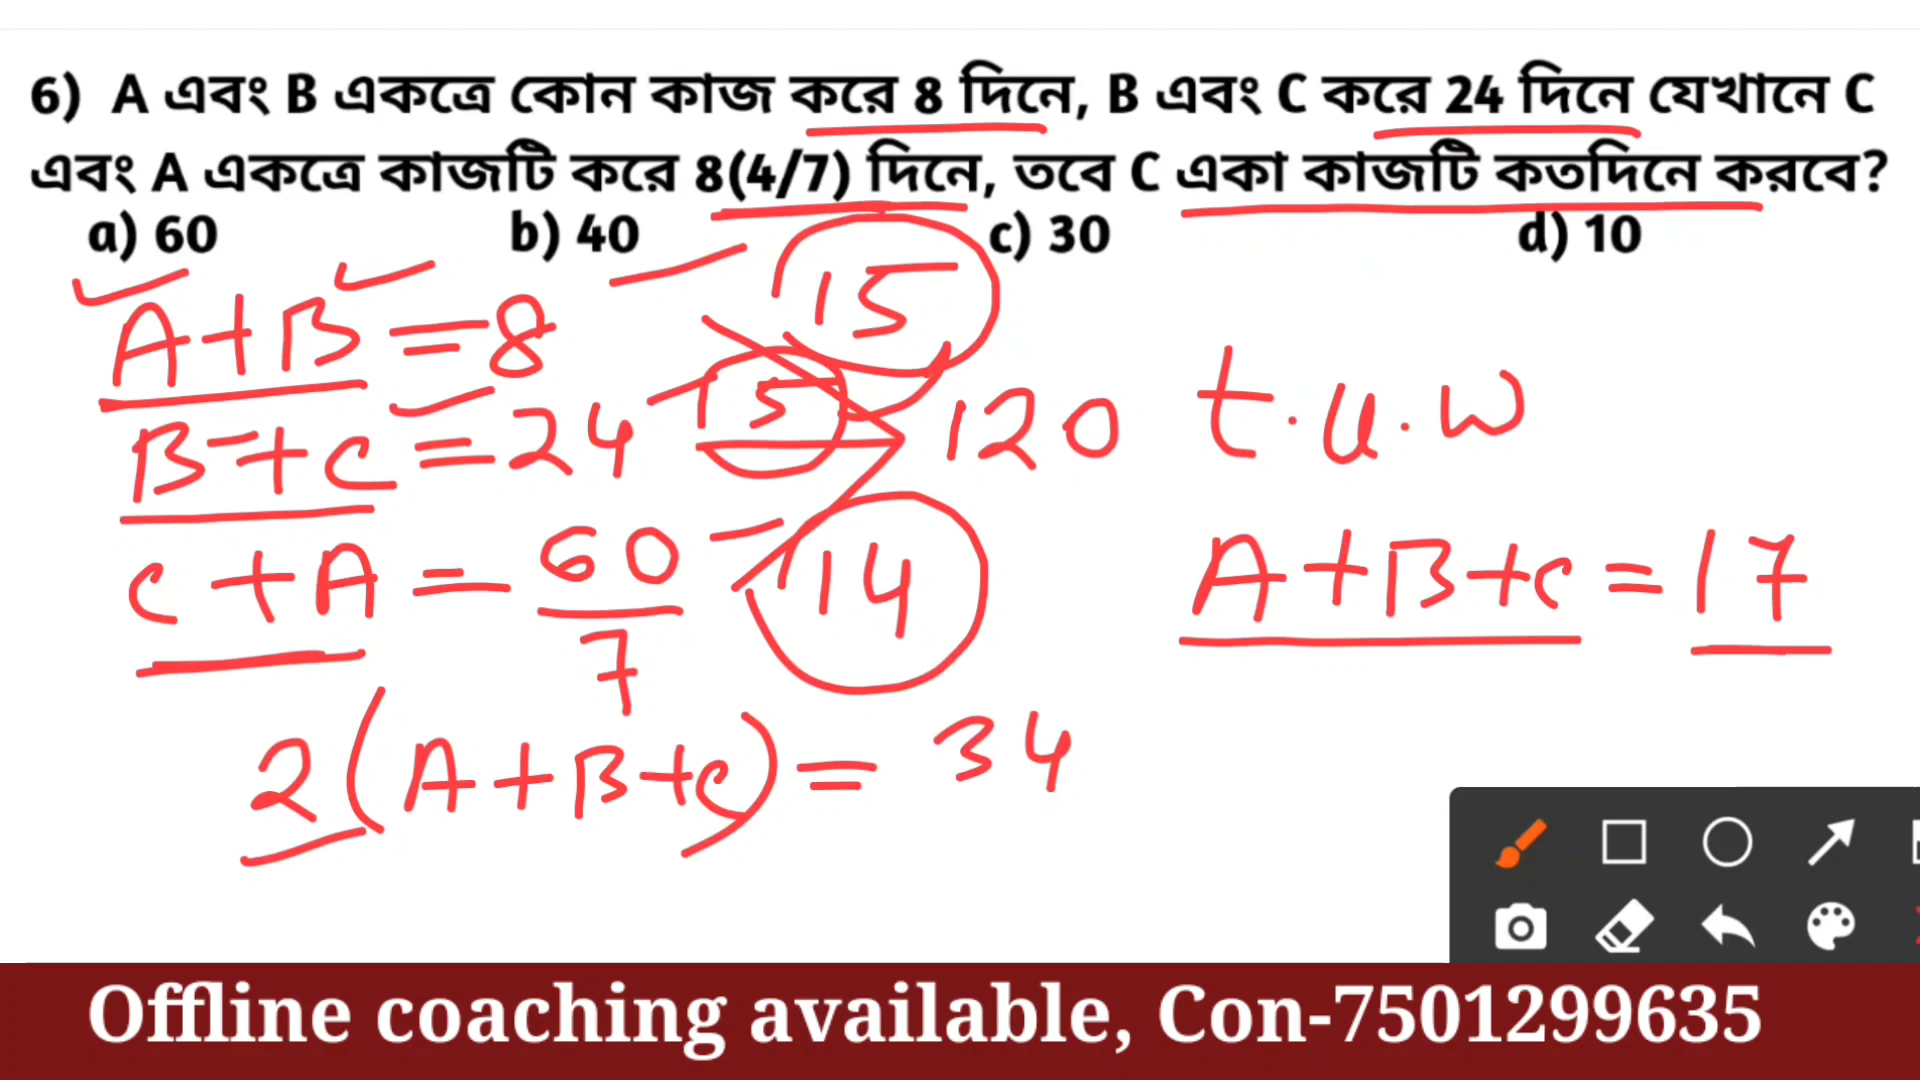 6) A এবং B একত্রে কোন কাজ করে 8 দিনে, B এবং C করে 24 দিনে যেখানে C
এবং A একত্রে কাজটি করে 8(4/7) দিনে, তবে C একা কাজটি কতদিনে করবে?
a) 60 b) 40 c) 30 d) 10
A+B=8 15
B+C=24 5 120 t.u.w
C+A=60/7 14 A+B+C=17
2(A+B+C)=34
Offline coaching available, Con-7501299635